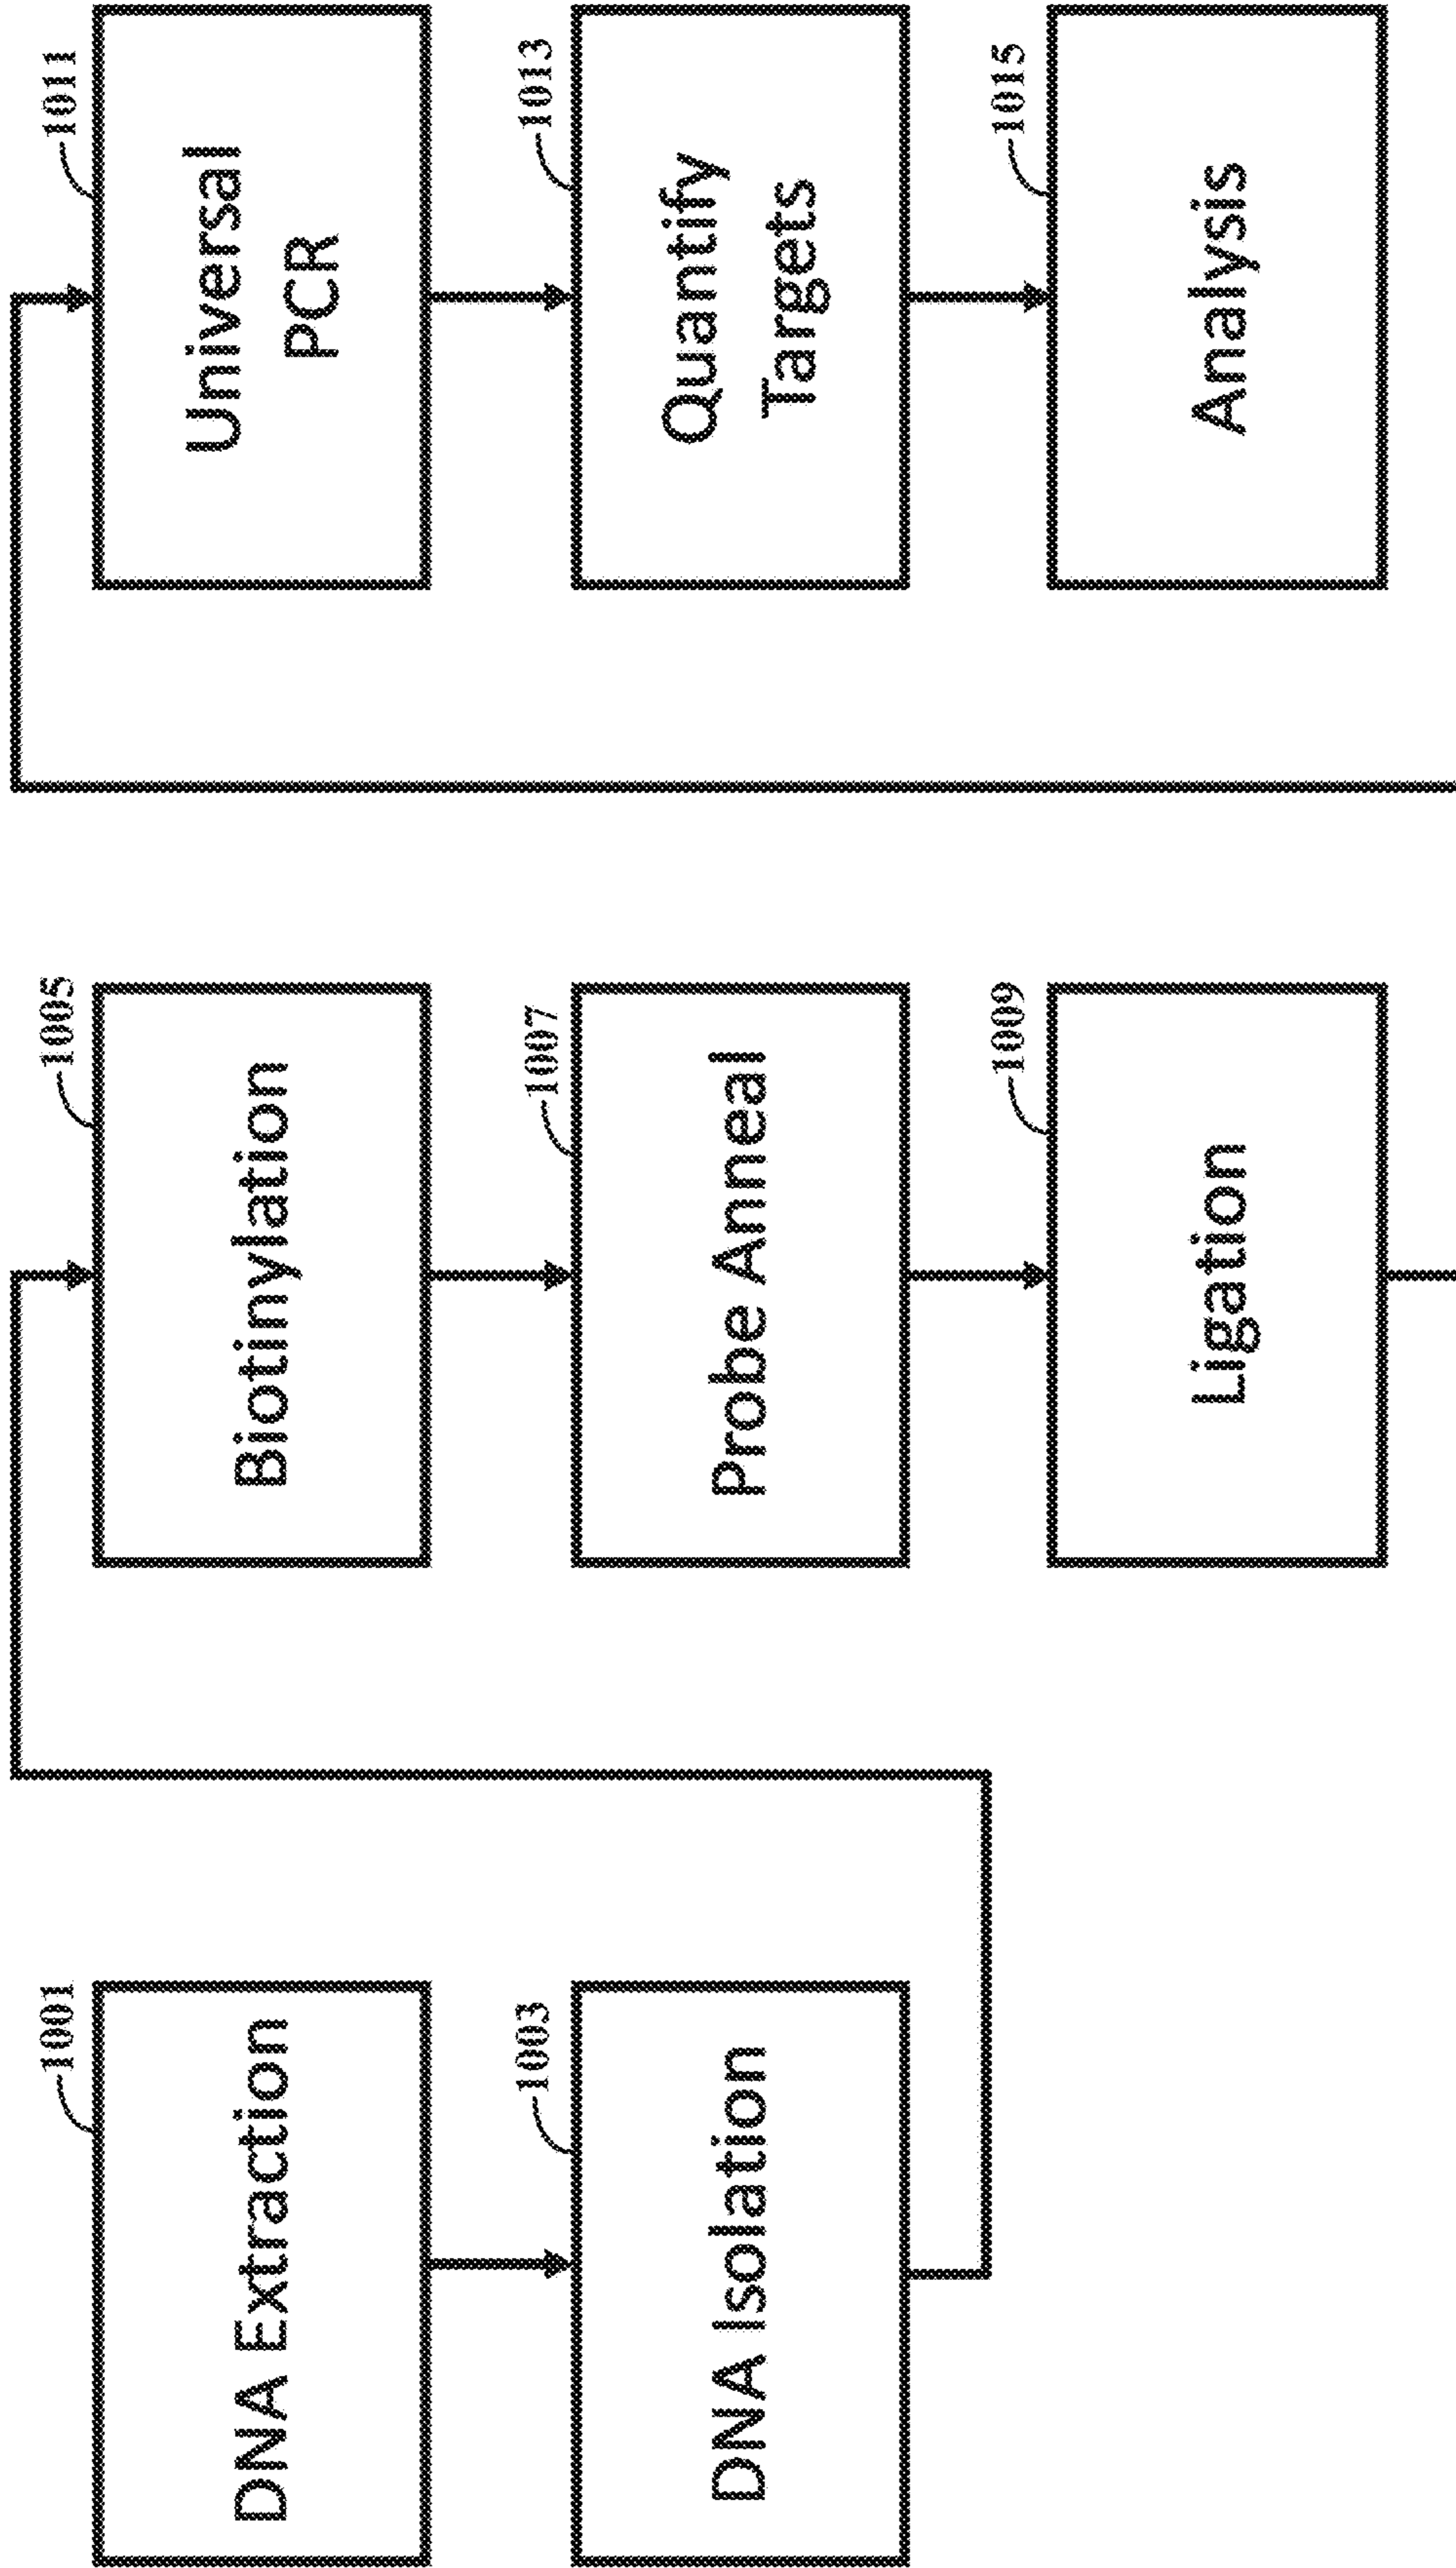 1001
DNA Extraction
1003
DNA Isolation
1005
Biotinylation
1007
Probe Anneal
1009
Ligation
1011
Universal
PCR
1013
Quantify
Targets
1015
Analysis